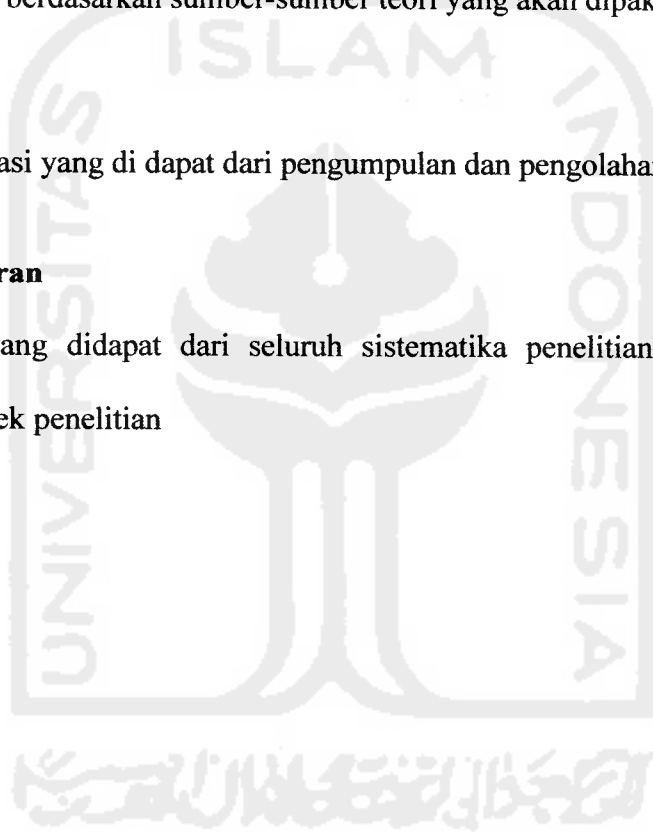 berdasarkan sumber-sumber teori yang akan dipak
asi yang di dapat dari pengumpulan dan pengolahan
ran
ang didapat dari seluruh sistematika penelitian
ek penelitian
UNIVERSITAS
ISLAM
INDONESIA